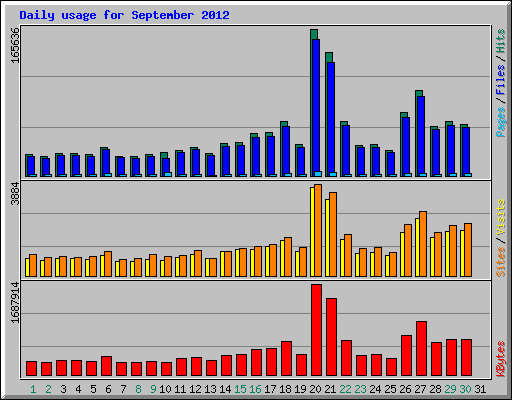 Daily usage for September 2012
165636
Pages / Files / Hits
3884
Sites / Visits
1687914
KBytes
1 2 3 4 5 6 7 8 9 10 11 12 13 14 15 16 17 18 19 20 21 22 23 24 25 26 27 28 29 30 31